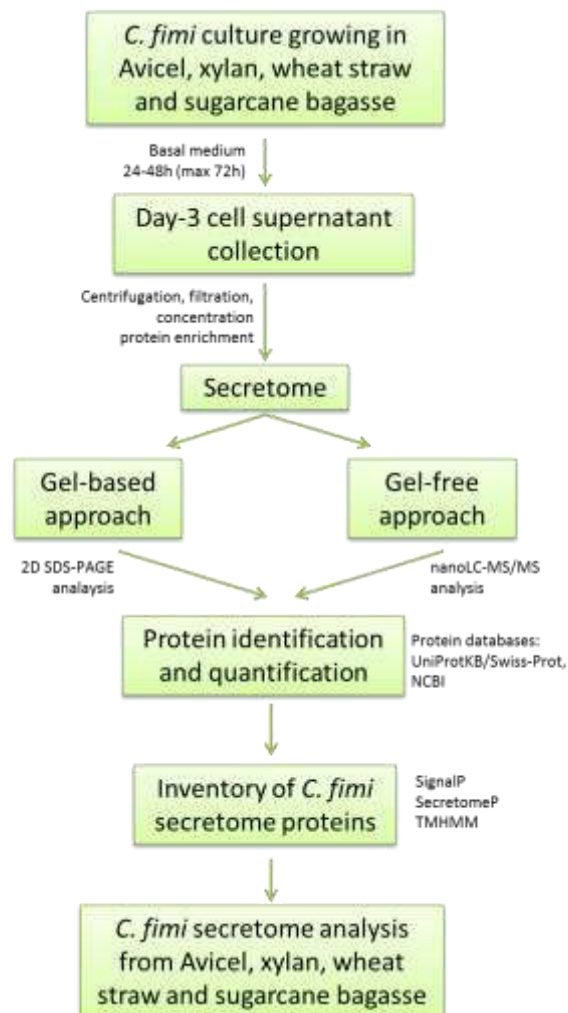 C. fimi culture growing in
Avicel, xylan, wheat straw
and sugarcane bagasse
Basal medium
24-48h (max 72h)
Day-3 cell supernatant
collection
Centrifugation, filtration,
concentration
protein enrichment
Secretome
Gel-based
approach
Gel-free
approach
2D SDS-PAGE
analaysis
nanoLC-MS/MS
analysis
Protein identification
and quantification
Protein databases:
UniProtKB/Swiss-Prot,
NCBI
Inventory of C. fimi
secretome proteins
SignalP
SecretomeP
TMHMM
C. fimi secretome analysis
from Avicel, xylan, wheat
straw and sugarcane bagasse